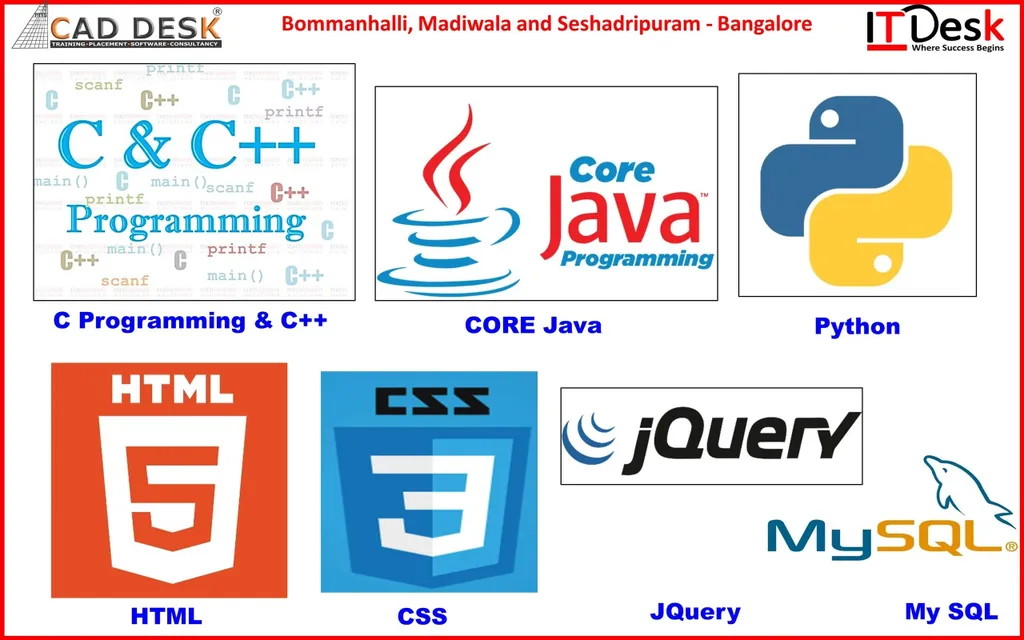 CAD DESK®
TRAINING·PLACEMENT·SOFTWARE·CONSULTANCY
Bommanhalli, Madiwala and Seshadripuram - Bangalore
IT Desk
Where Success Begins
printf
scanf
C
C++
C
C++
printf
C & C++
main()
C
main()
scanf
C++
printf
Programming
C
main()
printf
C++
C
main()
C++
scanf
Core
Java™
Programming
C Programming & C++
CORE Java
Python
HTML
5
CSS
3
jQuery
MySQL®
HTML
CSS
JQuery
My SQL